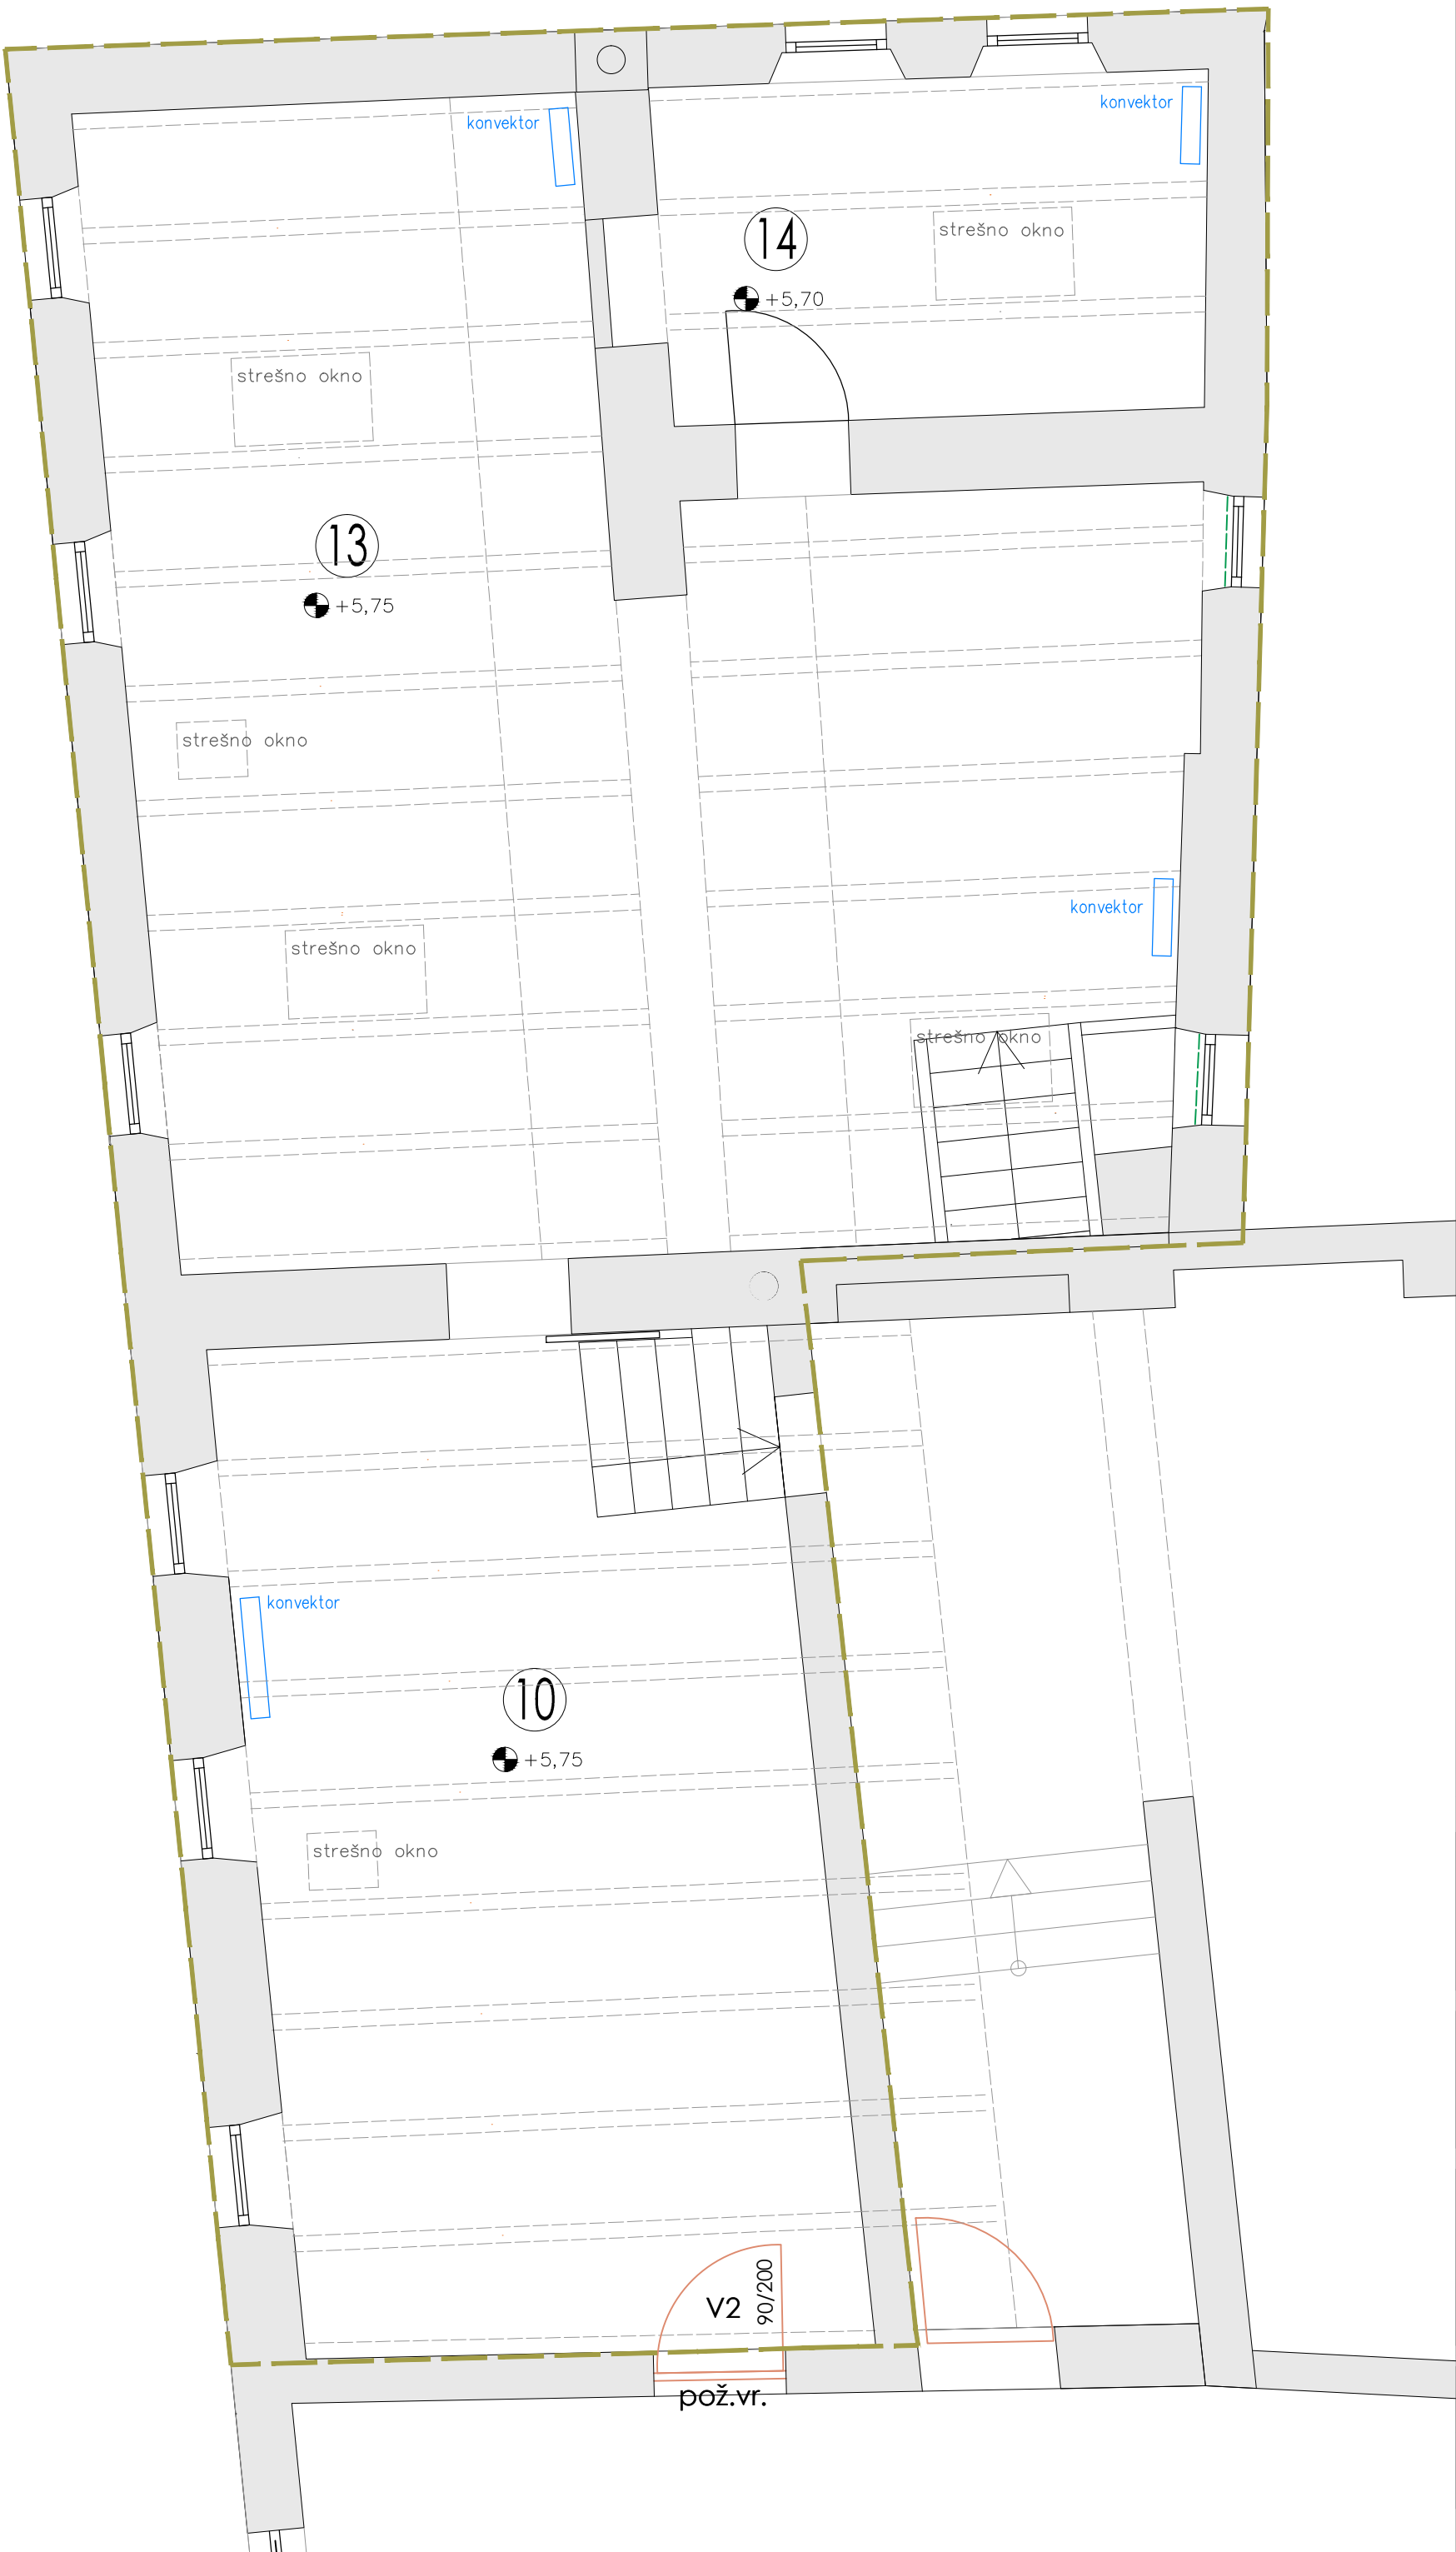 konvektor
konvektor
strešno okno
14
+5,70
strešno okno
13
+5,75
strešno okno
konvektor
strešno okno
strešno okno
konvektor
10
+5,75
strešno okno
90/200
V2
pož.vr.